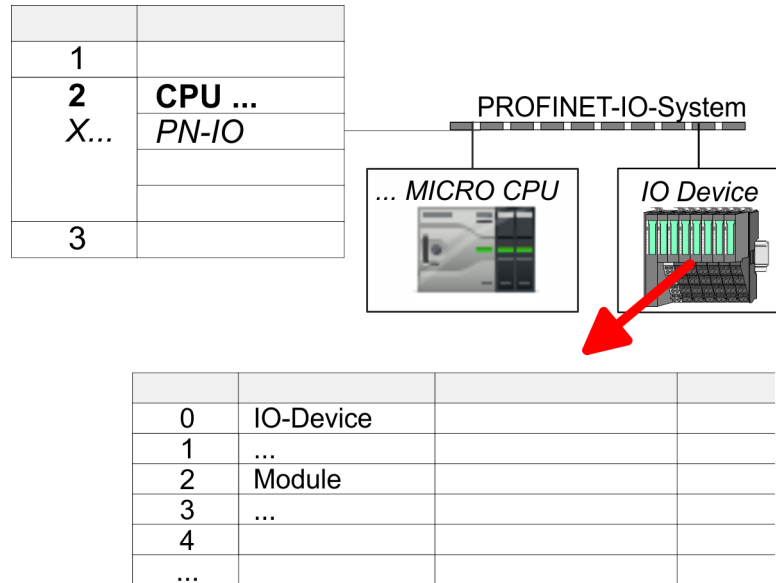 1
2 CPU ...
X... PN-IO
3
PROFINET-IO-System
... MICRO CPU
IO Device
0 IO-Device
1 ...
2 Module
3 ...
4
...